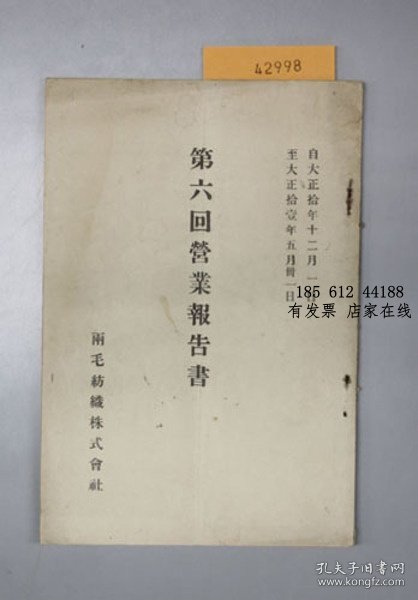 42998
自大正拾年十二月一日
至大正拾壹年五月卅一日
第六回營業報告書
兩毛紡織株式會社
185 612 44188
有发票 店家在线
孔夫子旧书网